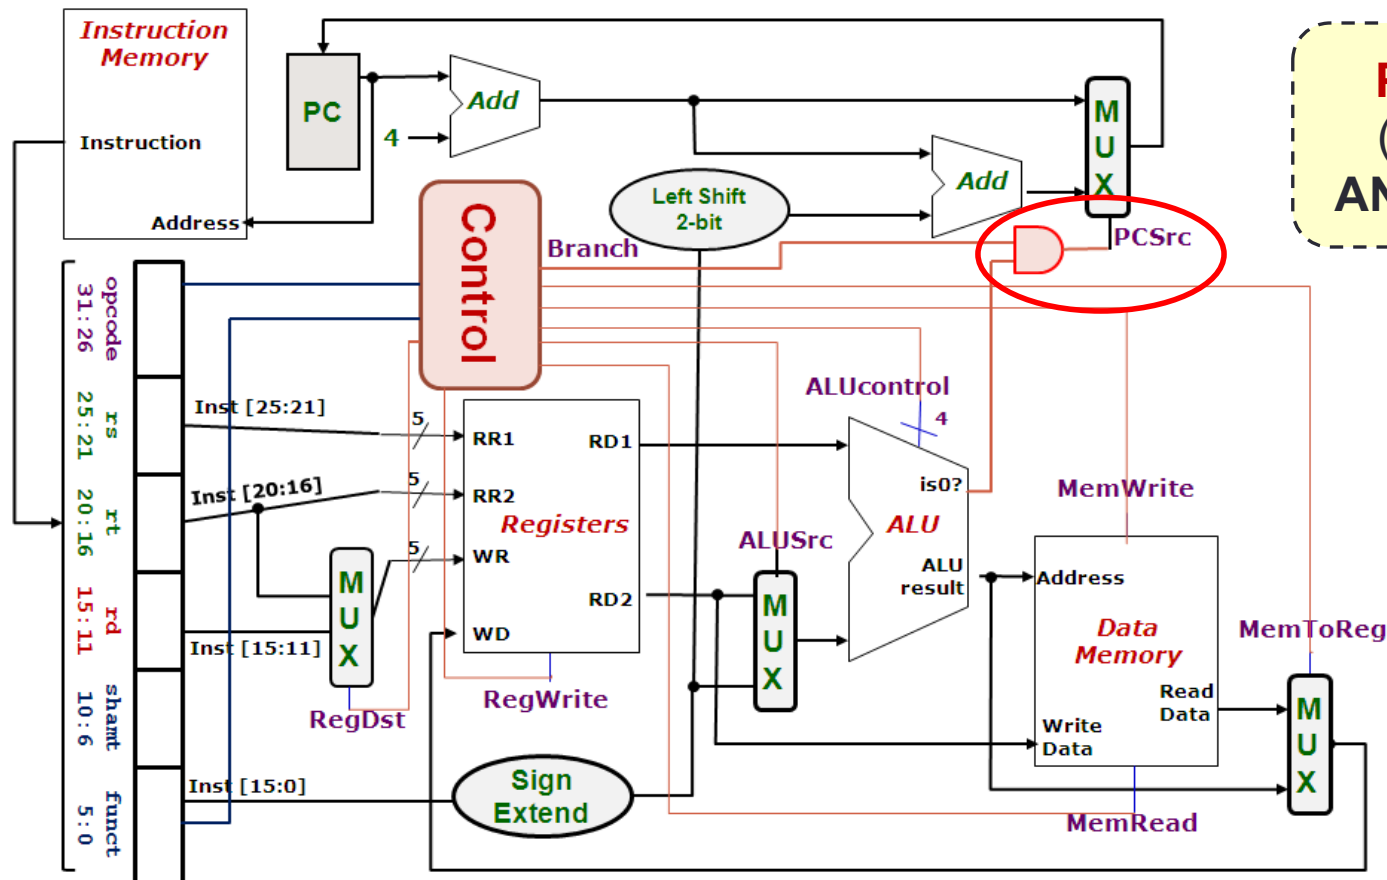 Instruction
Memory
Instruction
Address
PC
4
Add
Left Shift
2-bit
Add
M
U
X
PCSrc
AN
Control
Branch
opcode
31:26
rs
25:21
rt
20:16
rd
15:11
shamt
10:6
funct
5:0
Inst [25:21]
5
Inst [20:16]
5
5
Inst [15:11]
M
U
X
RegDst
RR1
RR2
WR
WD
RD1
RD2
Registers
RegWrite
Inst [15:0]
Sign
Extend
ALUSrc
M
U
X
ALUcontrol
4
is0?
ALU
ALU
result
MemWrite
Address
Data
Memory
Read
Data
Write
Data
MemRead
MemToReg
M
U
X